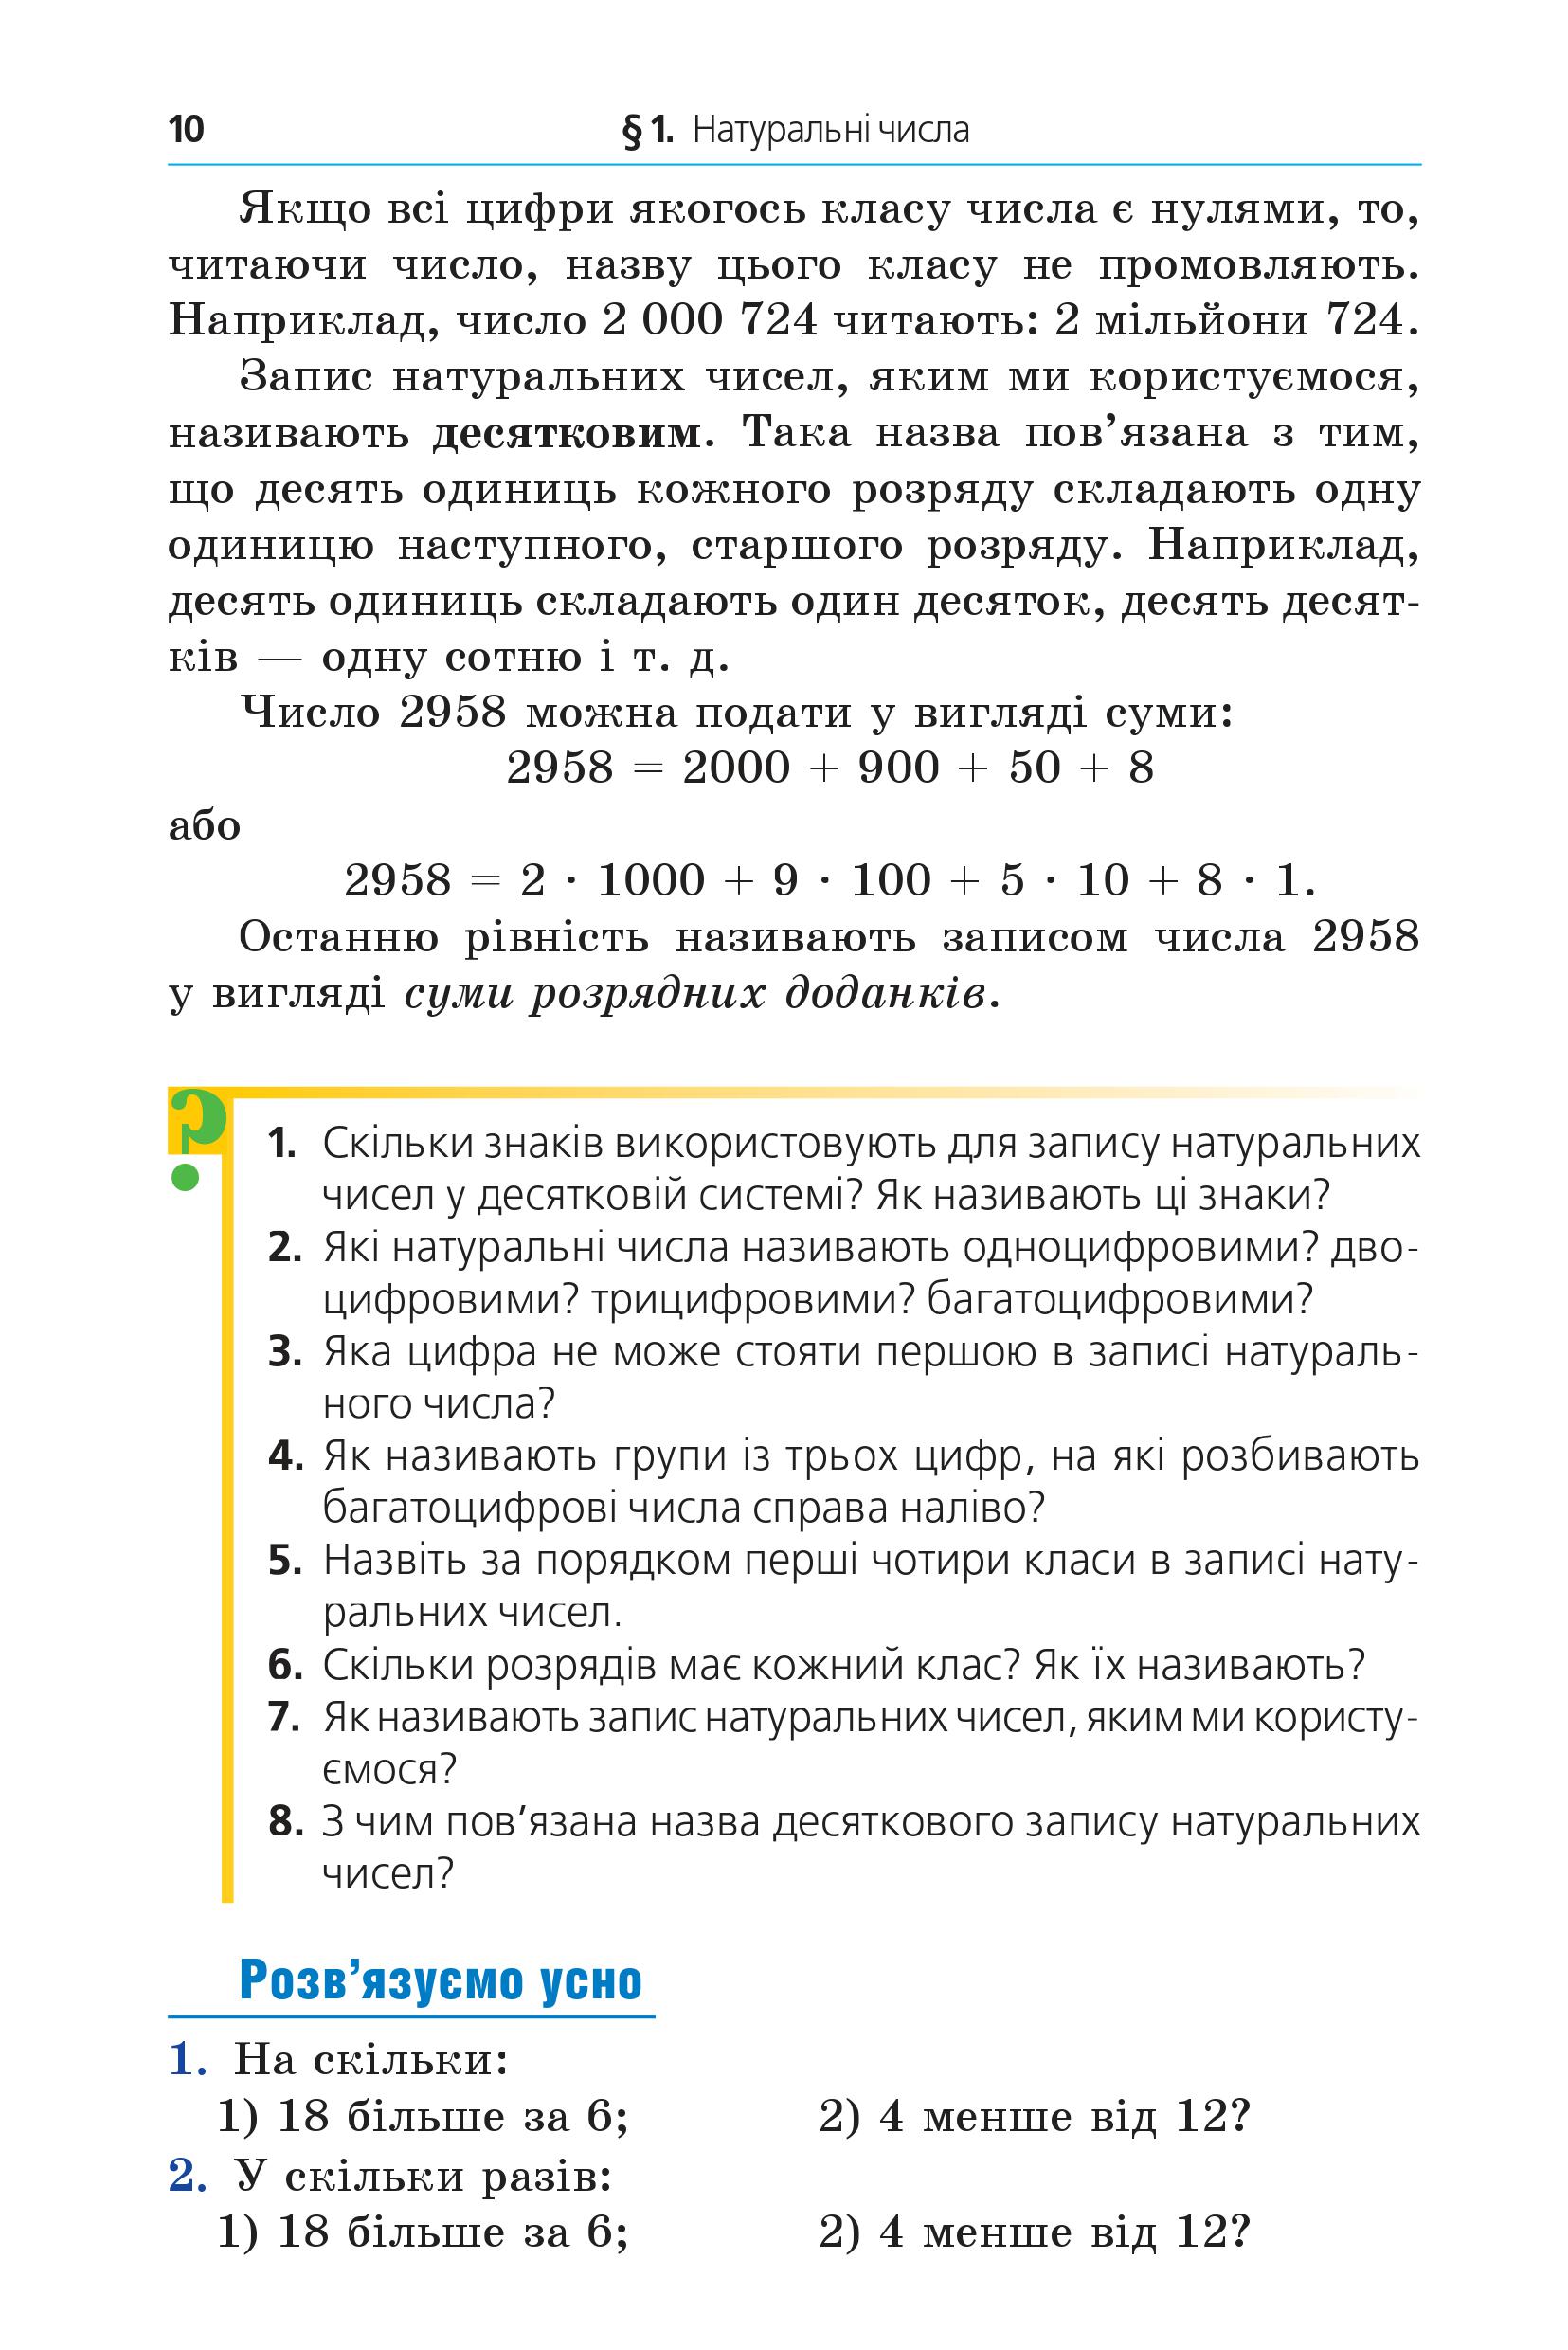 10
§ 1. Натуральні числа
Якщо всі цифри якогось класу числа є нулями, то,
читаючи число, назву цього класу не промовляють.
Наприклад, число 2 000 724 читають: 2 мільйони 724.
Запис натуральних чисел, яким ми користуємося,
називають десятковим. Така назва пов’язана з тим,
що десять одиниць кожного розряду складають одну
одиницю наступного, старшого розряду. Наприклад,
десять одиниць складають один десяток, десять десят-
ків — одну сотню і т. д.
Число 2958 можна подати у вигляді суми:
2958 = 2000 + 900 + 50 + 8
або
2958 = 2 · 1000 + 9 · 100 + 5 · 10 + 8 · 1.
Останню рівність називають записом числа 2958
у вигляді суми розрядних доданків.
?
1. Скільки знаків використовують для запису натуральних
чисел у десятковій системі? Як називають ці знаки?
2. Які натуральні числа називають одноцифровими? дво-
цифровими? трицифровими? багатоцифровими?
3. Яка цифра не може стояти першою в записі натураль-
ного числа?
4. Як називають групи із трьох цифр, на які розбивають
багатоцифрові числа справа наліво?
5. Назвіть за порядком перші чотири класи в записі нату-
ральних чисел.
6. Скільки розрядів має кожний клас? Як їх називають?
7. Як називають запис натуральних чисел, яким ми користу-
ємося?
8. З чим пов’язана назва десяткового запису натуральних
чисел?
Розв’язуємо усно
1. На скільки:
1) 18 більше за 6; 2) 4 менше від 12?
2. У скільки разів:
1) 18 більше за 6; 2) 4 менше від 12?